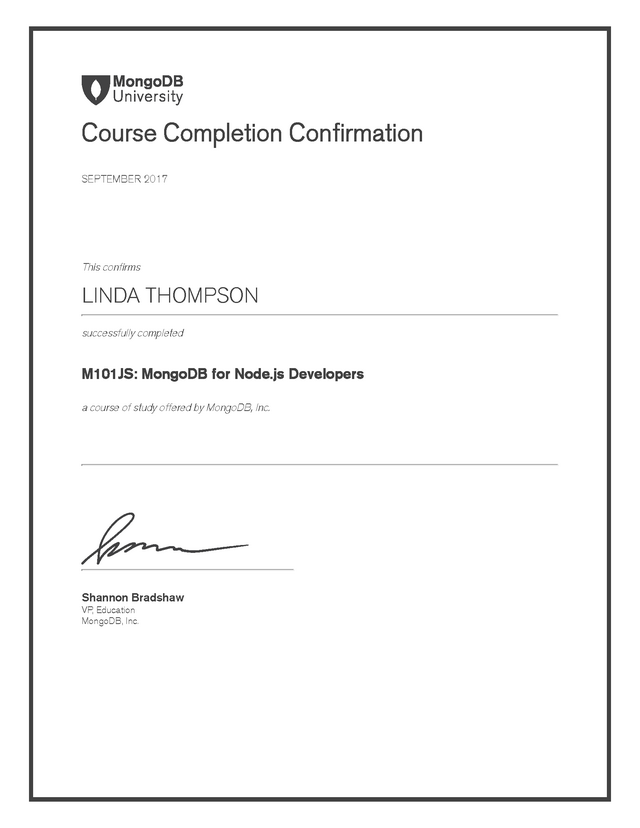 MongoDB
University
Course Completion Confirmation
SEPTEMBER 2017
This confirms
LINDA THOMPSON
successfully completed
M101JS: MongoDB for Node.js Developers
a course of study offered by MongoDB, Inc.
Shannon Bradshaw
VP, Education
MongoDB, Inc.